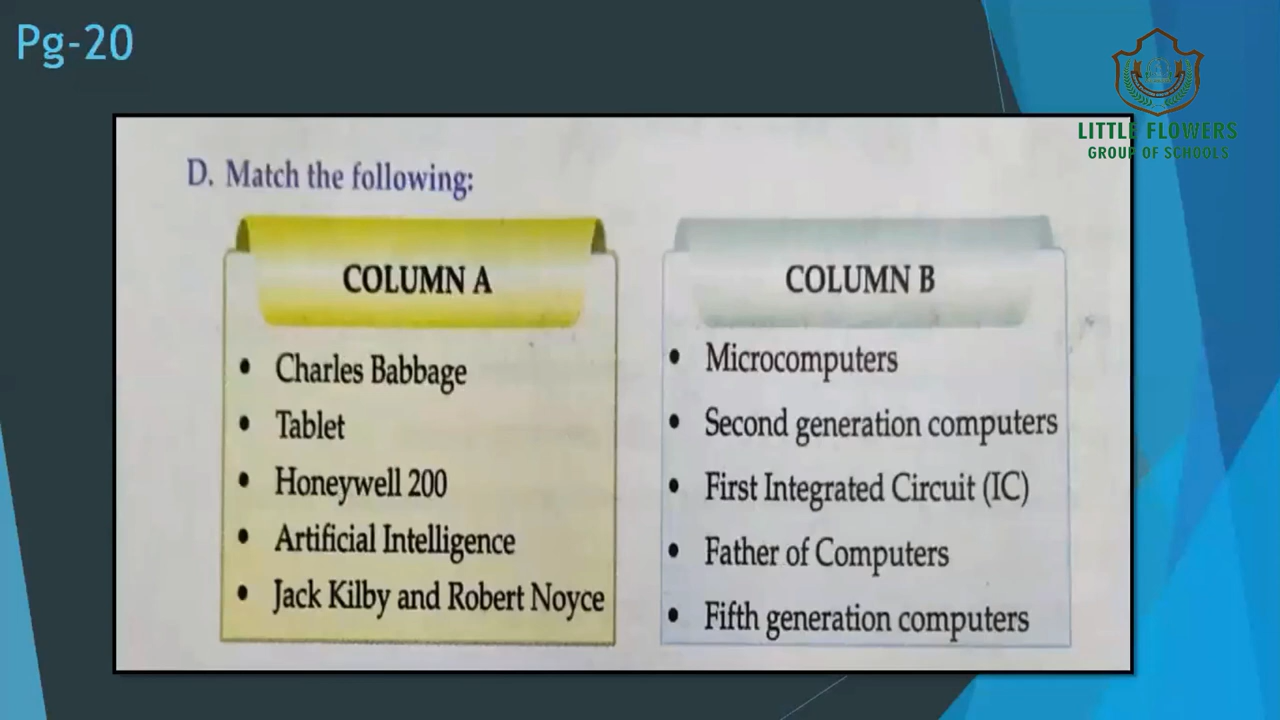 Pg-20
LITTLE FLOWERS
GROUP OF SCHOOLS
D. Match the following:
COLUMN A
• Charles Babbage
• Tablet
• Honeywell 200
• Artificial Intelligence
• Jack Kilby and Robert Noyce
COLUMN B
• Microcomputers
• Second generation computers
• First Integrated Circuit (IC)
• Father of Computers
• Fifth generation computers